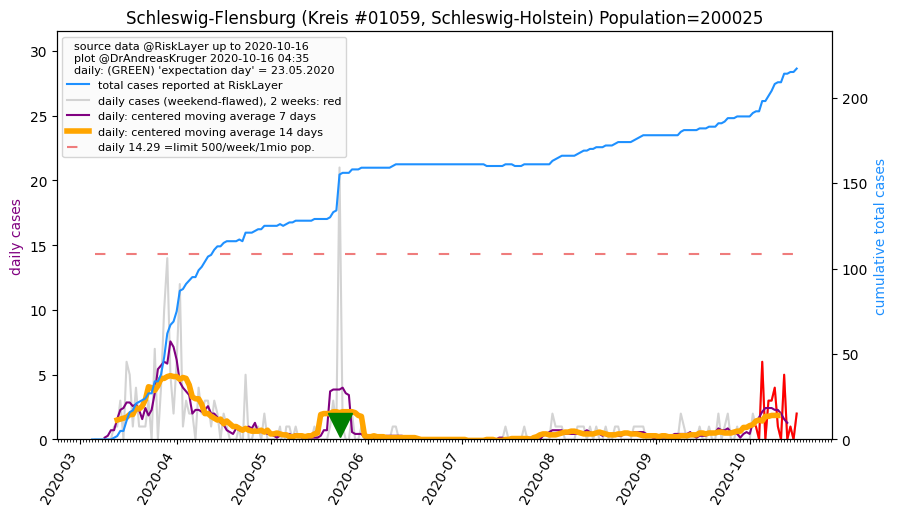 Schleswig-Flensburg (Kreis #01059, Schleswig-Holstein) Population=200025
source data @RiskLayer up to 2020-10-16
plot @DrAndreasKruger 2020-10-16 04:35
daily: (GREEN) 'expectation day' = 23.05.2020
total cases reported at RiskLayer
daily cases (weekend-flawed), 2 weeks: red
daily: centered moving average 7 days
daily: centered moving average 14 days
daily 14.29 =limit 500/week/1mio pop.
daily cases
30
25
20
15
10
5
0
cumulative total cases
200
150
100
50
0
2020-03
2020-04
2020-05
2020-06
2020-07
2020-08
2020-09
2020-10